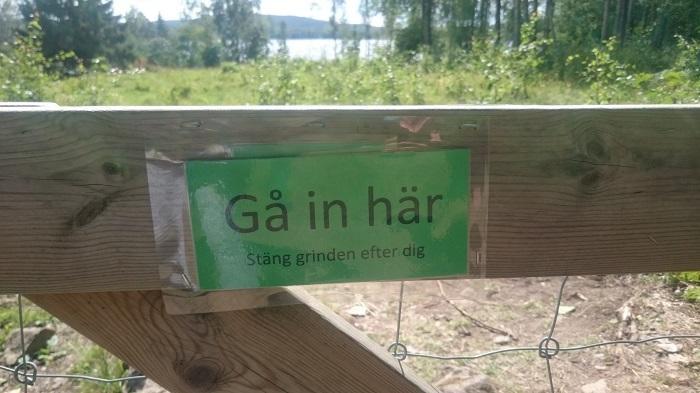 Gå in här
Stäng grinden efter dig